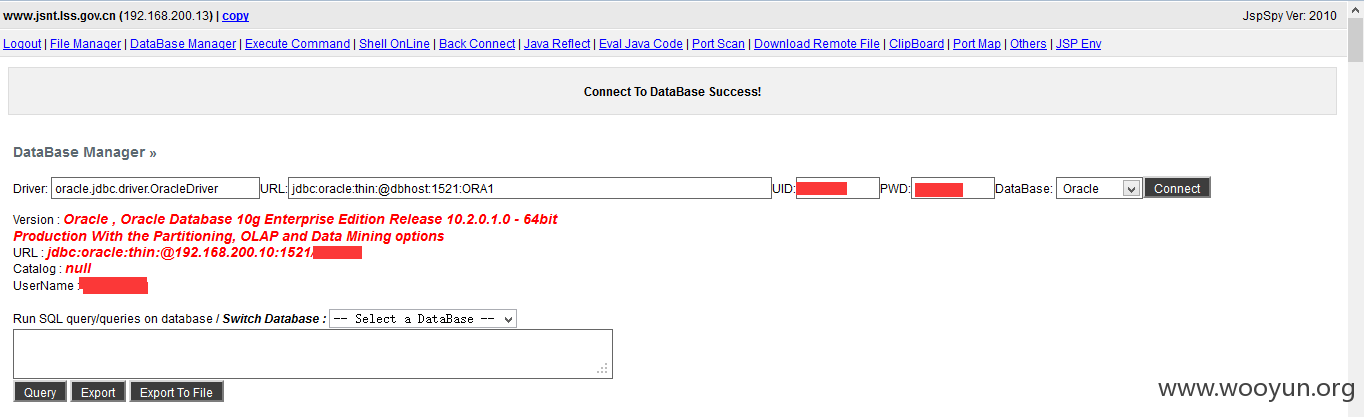 www.jsnt.lss.gov.cn (192.168.200.13) | copy JspSpy Ver: 2010
Logout | File Manager | DataBase Manager | Execute Command | Shell OnLine | Back Connect | Java Reflect | Eval Java Code | Port Scan | Download Remote File | ClipBoard | Port Map | Others | JSP Env
Connect To DataBase Success!
DataBase Manager »
Driver: oracle.jdbc.driver.OracleDriver URL: jdbc:oracle:thin:@dbhost:1521:ORA1 UID: PWD: DataBase: Oracle Connect
Version : Oracle , Oracle Database 10g Enterprise Edition Release 10.2.0.1.0 - 64bit
Production With the Partitioning, OLAP and Data Mining options
URL : jdbc:oracle:thin:@192.168.200.10:1521/
Catalog : null
UserName :
Run SQL query/queries on database / Switch Database : -- Select a DataBase --
Query Export Export To File
www.wooyun.org